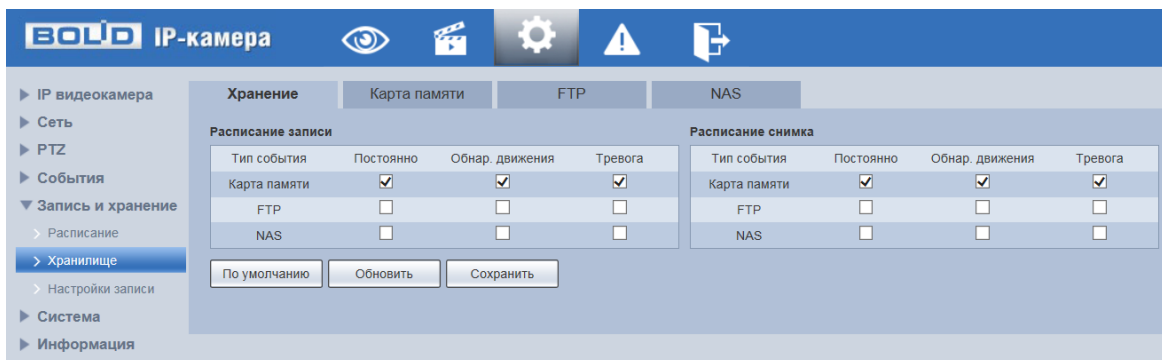 BOLID IP-камера
IP видеокамера
Сеть
PTZ
События
Запись и хранение
Расписание
Хранилище
Настройки записи
Система
Информация
Хранение Карта памяти FTP NAS
Расписание записи
Тип события Постоянно Обнар. движения Тревога
Карта памяти
FTP
NAS
Расписание снимка
Тип события Постоянно Обнар. движения Тревога
Карта памяти
FTP
NAS
По умолчанию Обновить Сохранить